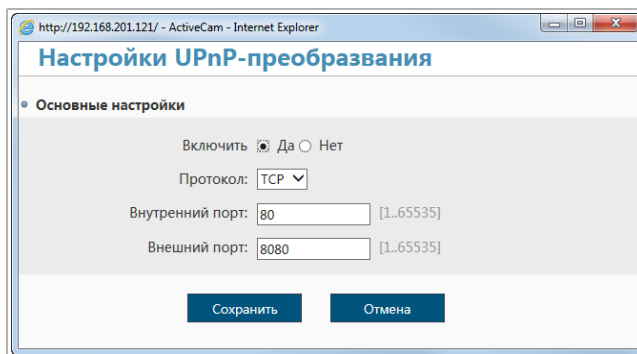 http://192.168.201.121/ - ActiveCam - Internet Explorer
Настройки UPnP-преобразвания
Основные настройки
Включить Да Нет
Протокол: TCP
Внутренний порт: 80 [1..65535]
Внешний порт: 8080 [1..65535]
Сохранить Отмена